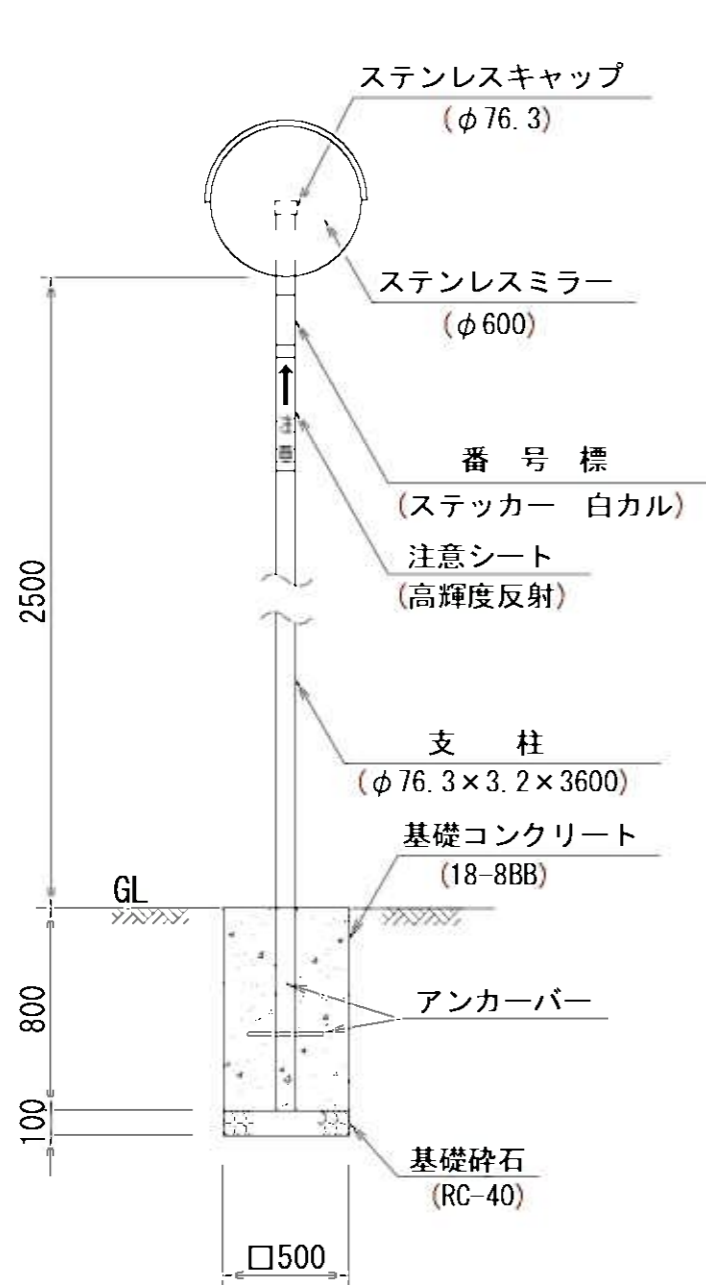 ステンレスキャップ
(φ76.3)
ステンレスミラー
(φ600)
番 号 標
(ステッカー 白カル)
注意シート
(高輝度反射)
2500
支 柱
(φ76.3×3.2×3600)
基礎コンクリート
(18-8BB)
GL
アンカーバー
800
100
基礎砕石
(RC-40)
□500